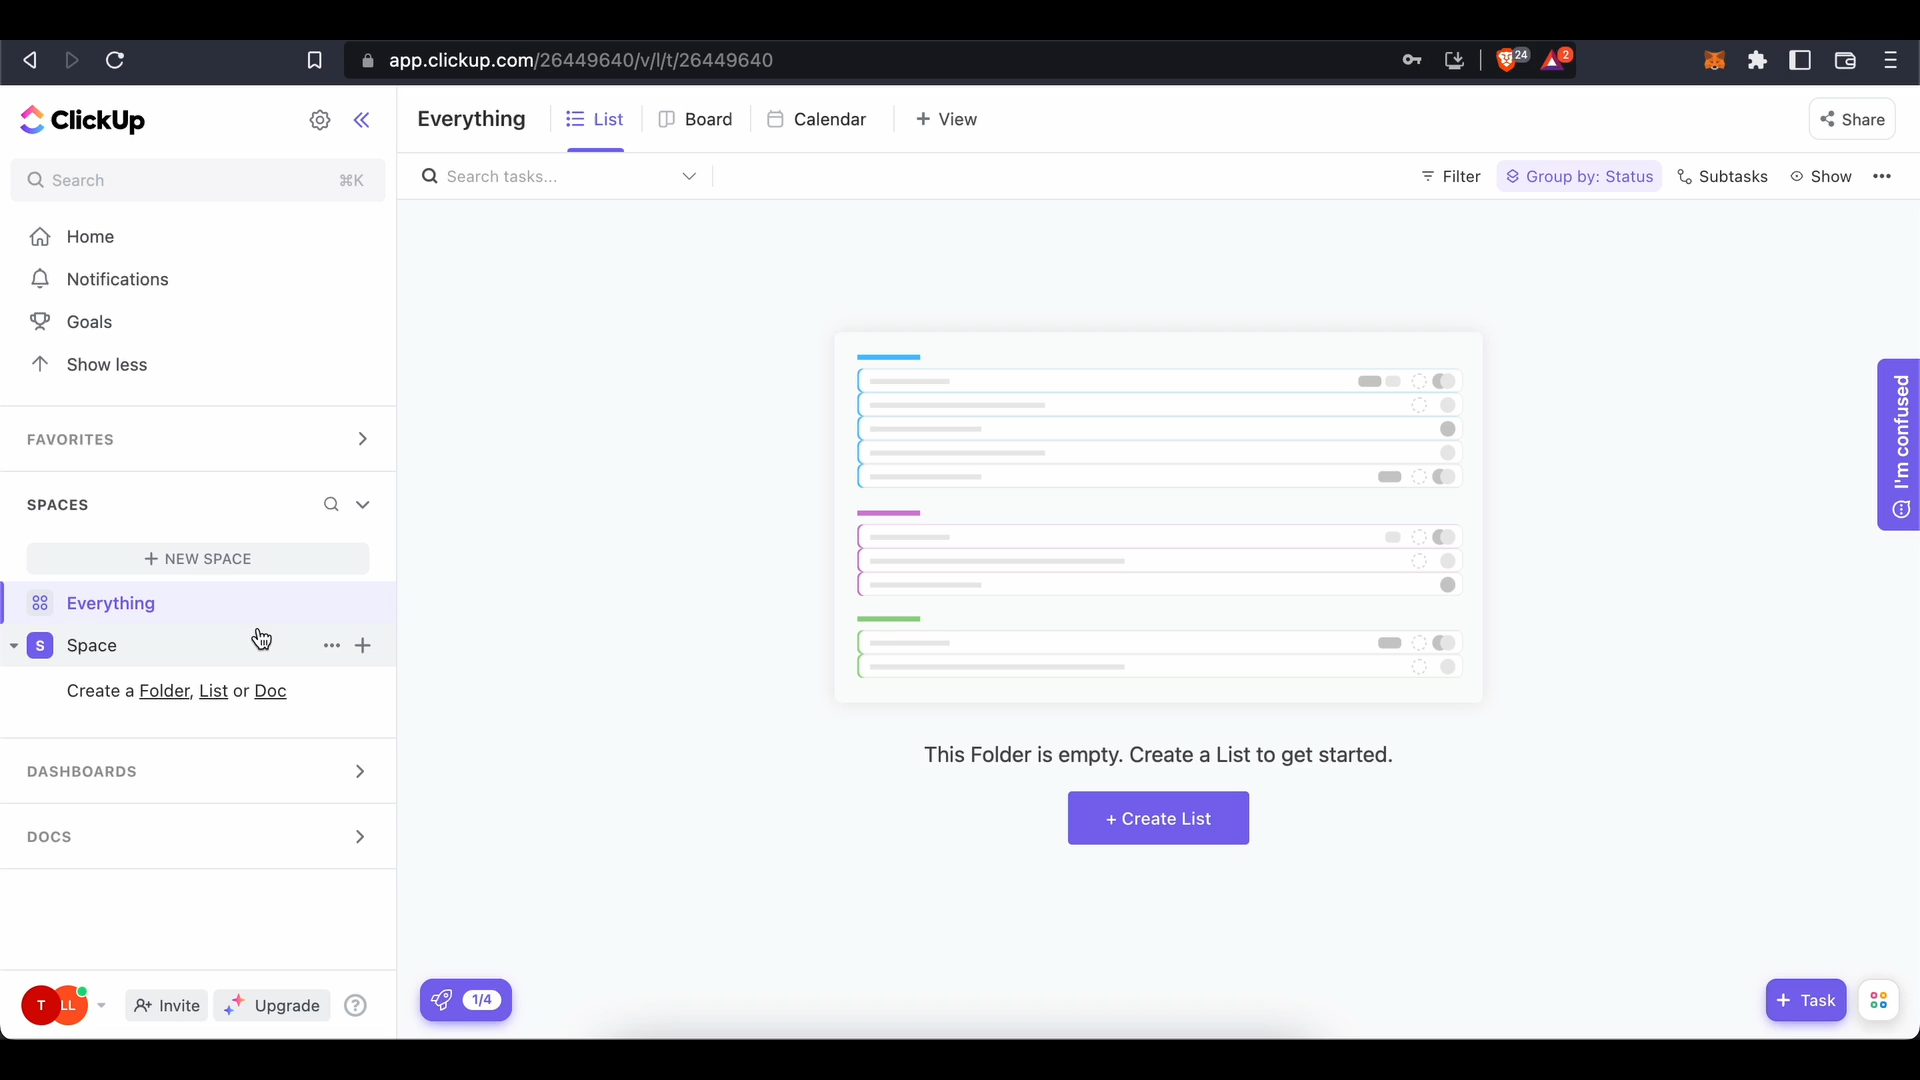 app.clickup.com/26449640/v/l/t/26449640
24
2
ClickUp
Everything
List
Board
Calendar
+ View
Share
Search
⌘K
Search tasks...
Filter
Group by: Status
Subtasks
Show
Home
Notifications
Goals
Show less
FAVORITES
I'm confused
SPACES
+ NEW SPACE
Everything
S Space
Create a Folder, List or Doc
This Folder is empty. Create a List to get started.
DASHBOARDS
+ Create List
DOCS
T LL
Invite
Upgrade
?
1/4
+ Task